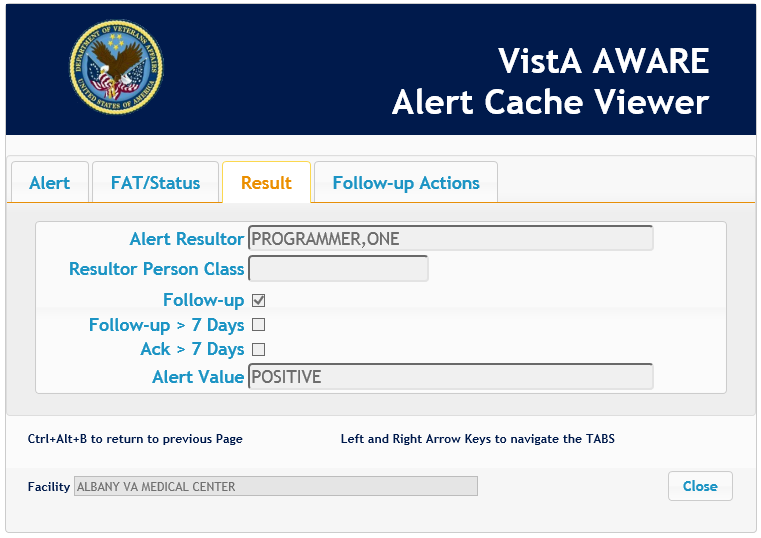 DEPARTMENT OF VETERANS AFFAIRS
UNITED STATES OF AMERICA
VistA AWARE
Alert Cache Viewer
Alert FAT/Status Result Follow-up Actions
Alert Resultor PROGRAMMER,ONE
Resultor Person Class
Follow-up
Follow-up > 7 Days
Ack > 7 Days
Alert Value POSITIVE
Ctrl+Alt+B to return to previous Page Left and Right Arrow Keys to navigate the TABS
Facility ALBANY VA MEDICAL CENTER Close